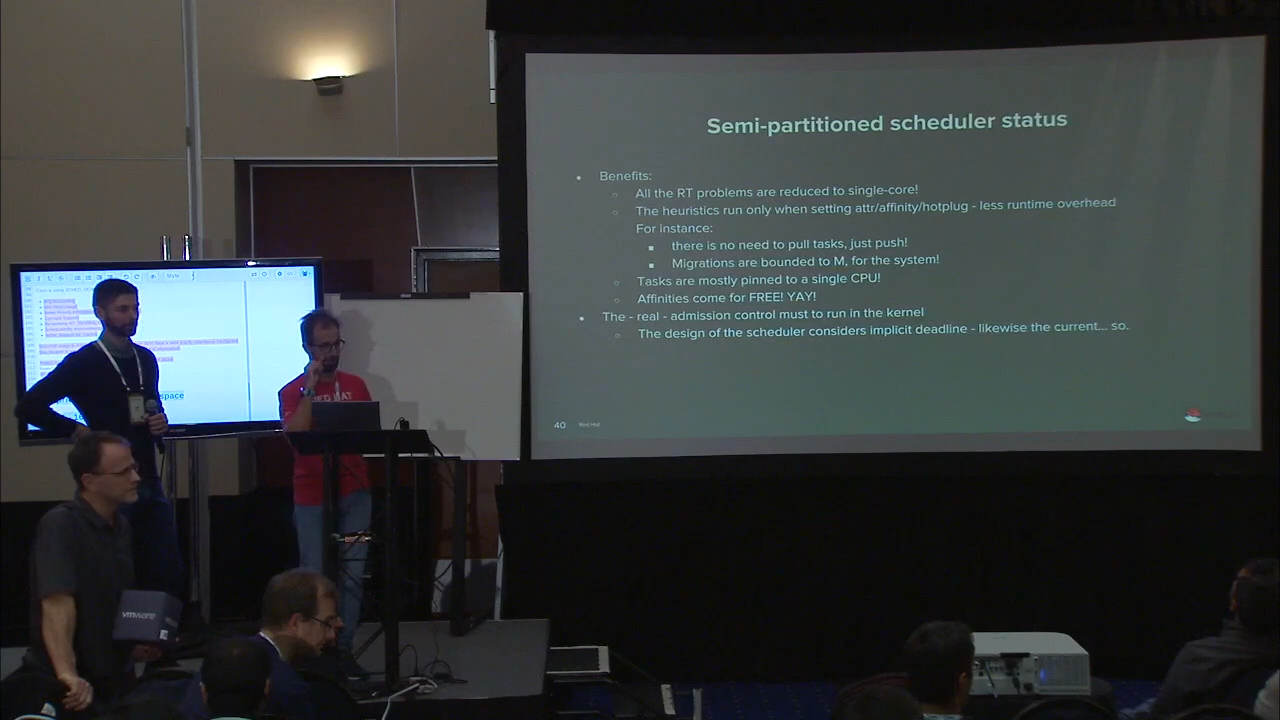 Semi-partitioned scheduler status
• Benefits:
○ All the RT problems are reduced to single-core!
○ The heuristics run only when setting attr/affinity/hotplug - less runtime overhead
For instance:
■ there is no need to pull tasks, just push!
■ Migrations are bounded to M, for the system!
○ Tasks are mostly pinned to a single CPU!
○ Affinities come for FREE! YAY!
• The - real - admission control must to run in the kernel
○ The design of the scheduler considers implicit deadline - likewise the current... so.
40 Red Hat
Style
space
HAT
vmware